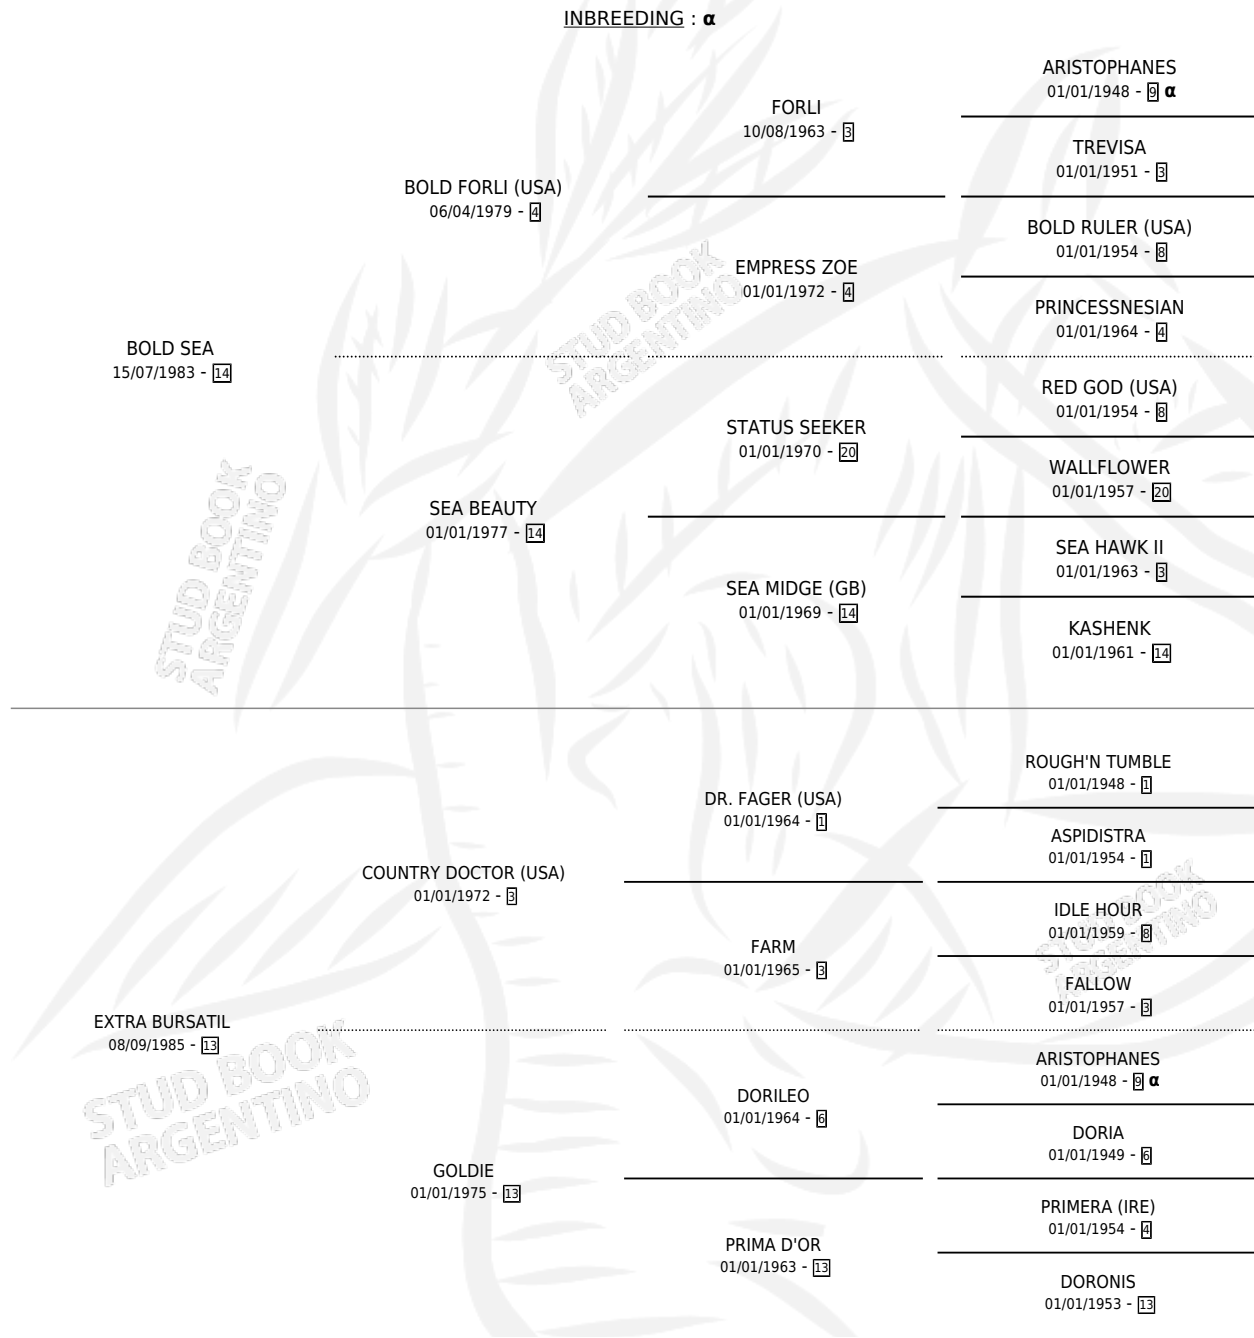 INBREEDING : α
ARISTOPHANES
01/01/1948 - 9 α
FORLI
10/08/1963 - 3
TREVISA
01/01/1951 - 3
BOLD FORLI (USA)
06/04/1979 - 4
BOLD RULER (USA)
01/01/1954 - 8
EMPRESS ZOE
01/01/1972 - 4
PRINCESSNESIAN
01/01/1964 - 4
BOLD SEA
15/07/1983 - 14
RED GOD (USA)
01/01/1954 - 8
STATUS SEEKER
01/01/1970 - 20
WALLFLOWER
01/01/1957 - 20
SEA BEAUTY
01/01/1977 - 14
SEA HAWK II
01/01/1963 - 3
SEA MIDGE (GB)
01/01/1969 - 14
KASHENK
01/01/1961 - 14
ROUGH'N TUMBLE
01/01/1948 - 1
DR. FAGER (USA)
01/01/1964 - 1
ASPIDISTRA
01/01/1954 - 1
COUNTRY DOCTOR (USA)
01/01/1972 - 3
IDLE HOUR
01/01/1959 - 8
FARM
01/01/1965 - 3
FALLOW
01/01/1957 - 3
EXTRA BURSATIL
08/09/1985 - 13
ARISTOPHANES
01/01/1948 - 9 α
DORILEO
01/01/1964 - 6
DORIA
01/01/1949 - 6
GOLDIE
01/01/1975 - 13
PRIMERA (IRE)
01/01/1954 - 4
PRIMA D'OR
01/01/1963 - 13
DORONIS
01/01/1953 - 13
STUD BOOK
ARGENTINO
STUD BOOK
ARGENTINO
STUD BOOK
ARGENTINO
STUD BOOK
ARGENTINO